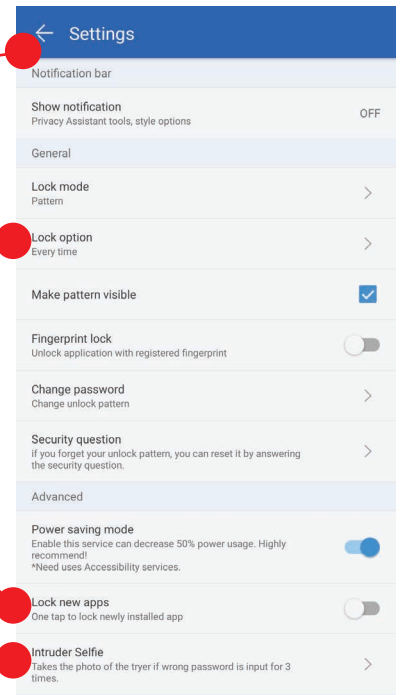 Settings
Notification bar
Show notification
Privacy Assistant tools, style options
OFF
General
Lock mode
Pattern
Lock option
Every time
Make pattern visible
Fingerprint lock
Unlock application with registered fingerprint
Change password
Change unlock pattern
Security question
if you forget your unlock pattern, you can reset it by answering
the security question.
Advanced
Power saving mode
Enable this service can decrease 50% power usage. Highly
recommend!
*Need uses Accessibility services.
Lock new apps
One tap to lock newly installed app
Intruder Selfie
Takes the photo of the tryer if wrong password is input for 3
times.